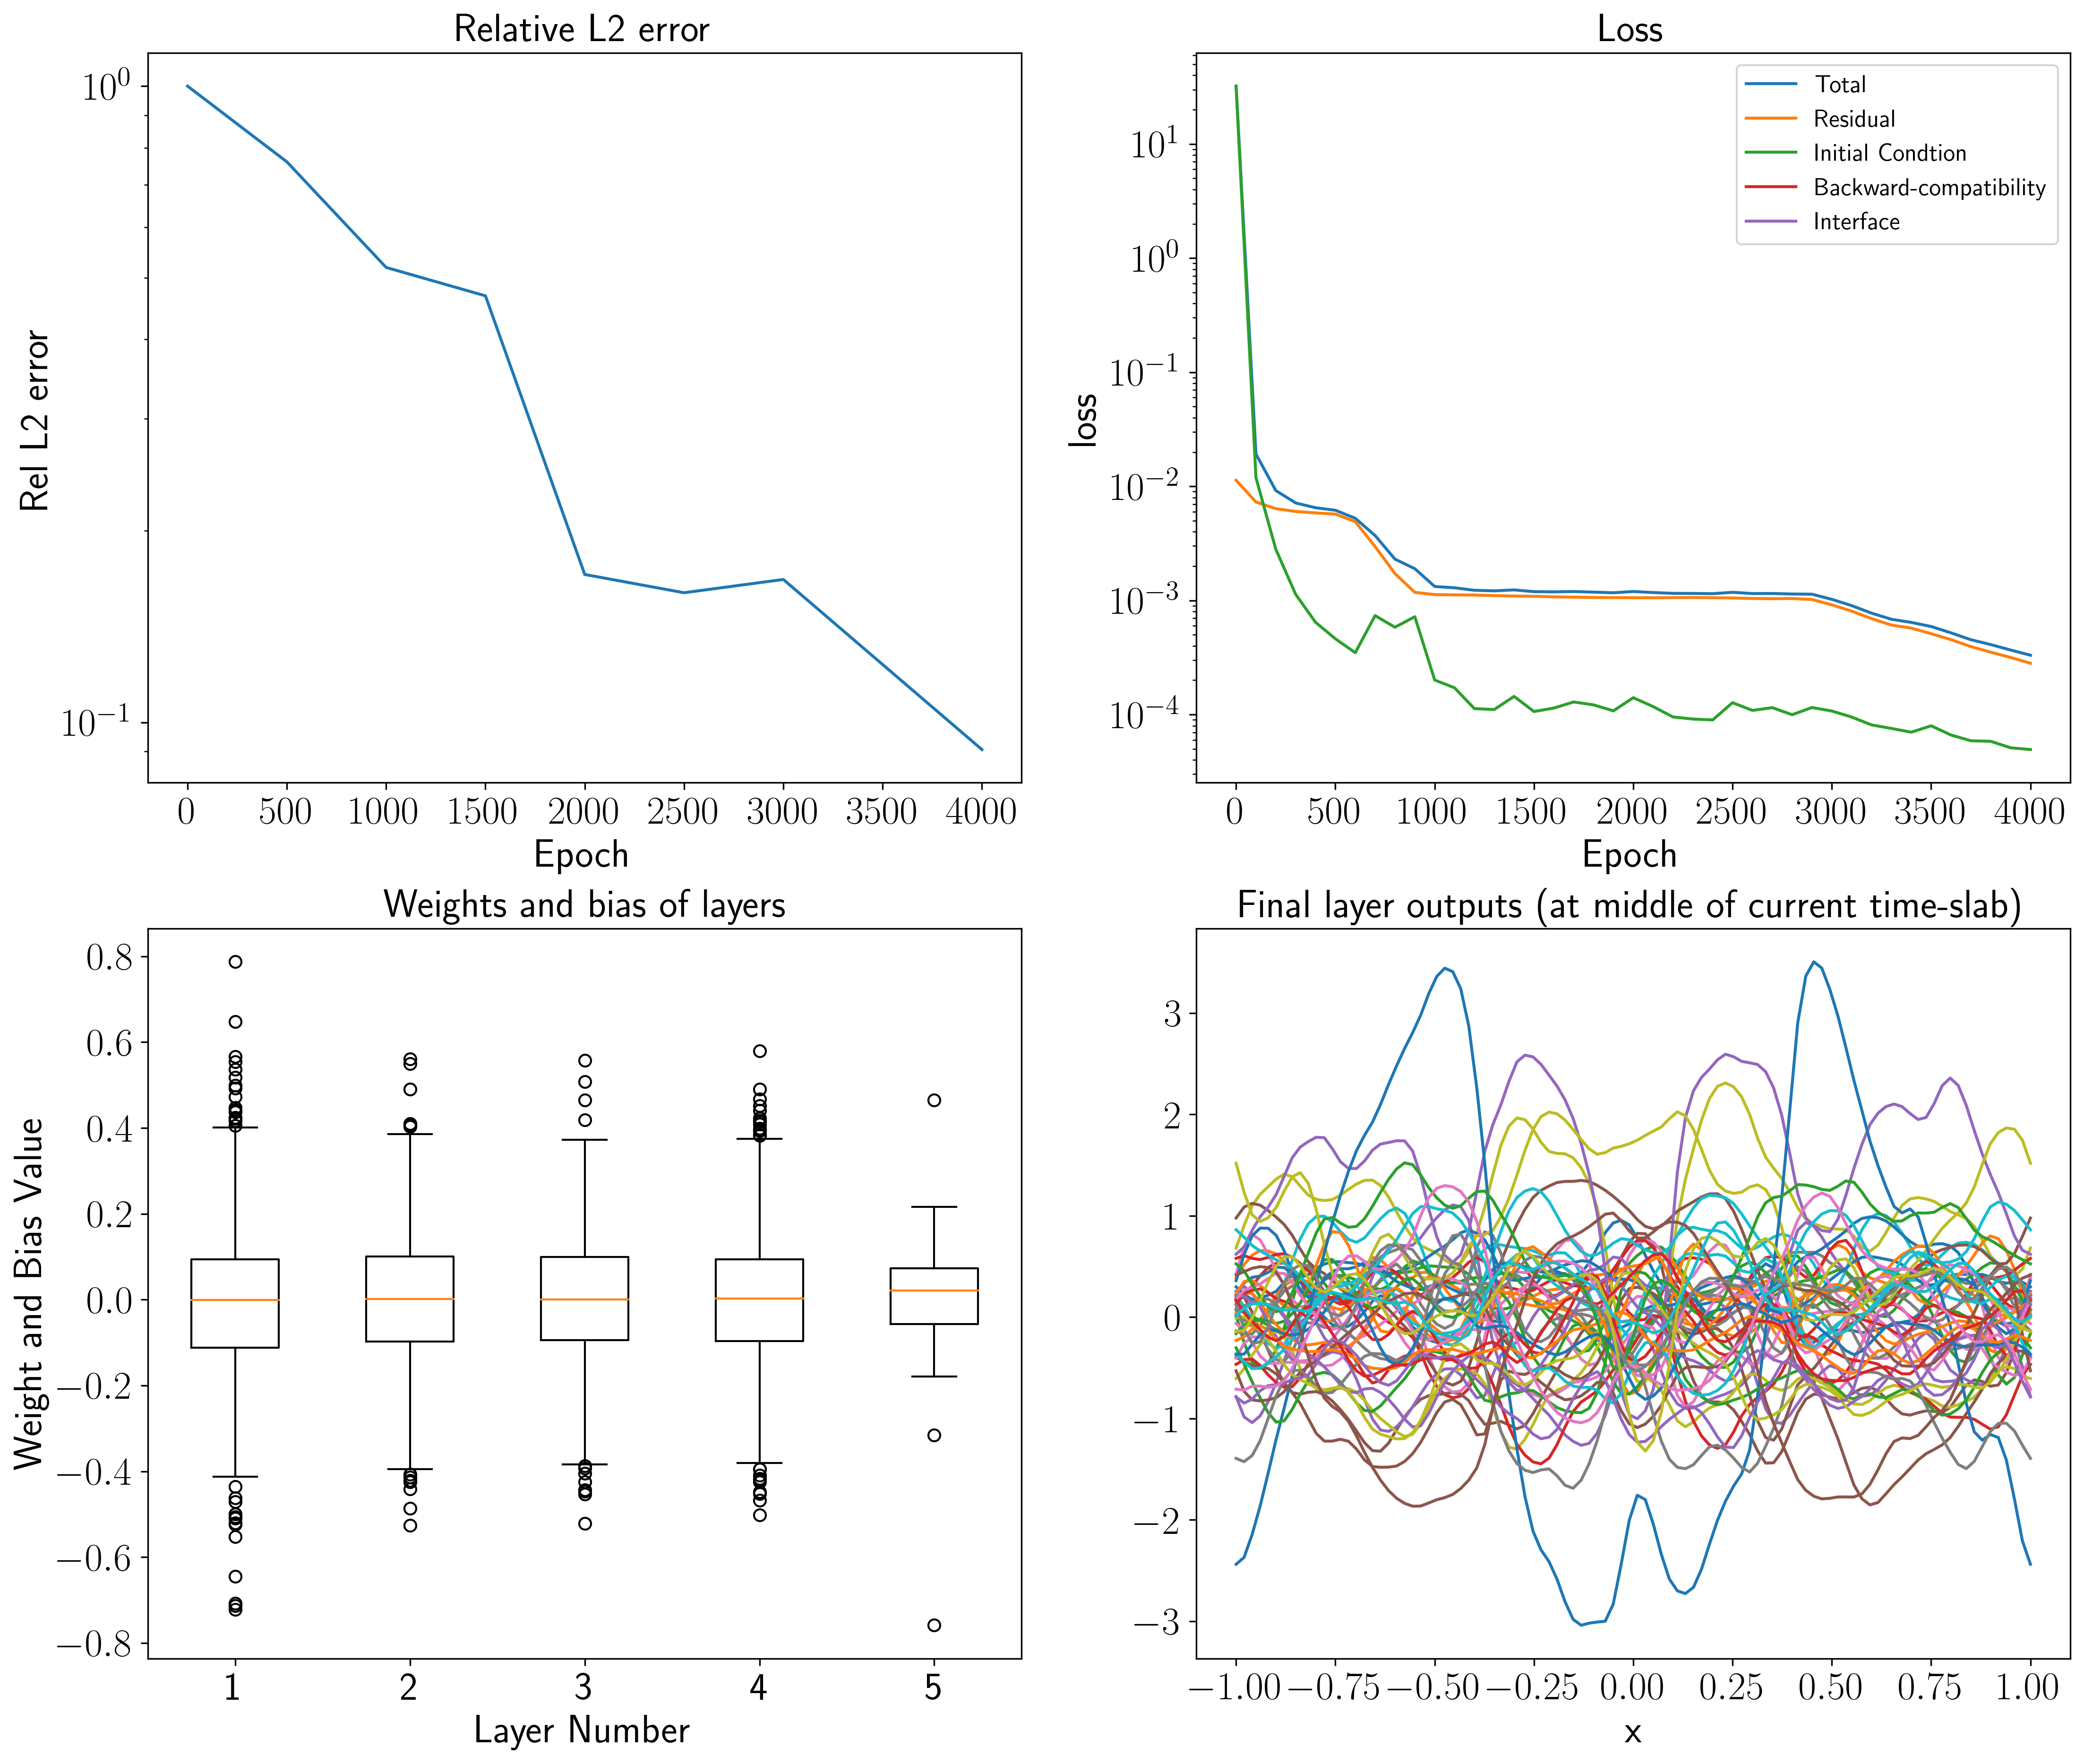 Relative L2 error
Rel L2 error
10^0
10^−1
0 500 1000 1500 2000 2500 3000 3500 4000
Epoch
Loss
loss
10^1
10^0
10^−1
10^−2
10^−3
10^−4
Total
Residual
Initial Condtion
Backward-compatibility
Interface
0 500 1000 1500 2000 2500 3000 3500 4000
Epoch
Weights and bias of layers
Weight and Bias Value
0.8
0.6
0.4
0.2
0.0
−0.2
−0.4
−0.6
−0.8
1 2 3 4 5
Layer Number
Final layer outputs (at middle of current time-slab)
3
2
1
0
−1
−2
−3
−1.00 −0.75 −0.50 −0.25 0.00 0.25 0.50 0.75 1.00
x